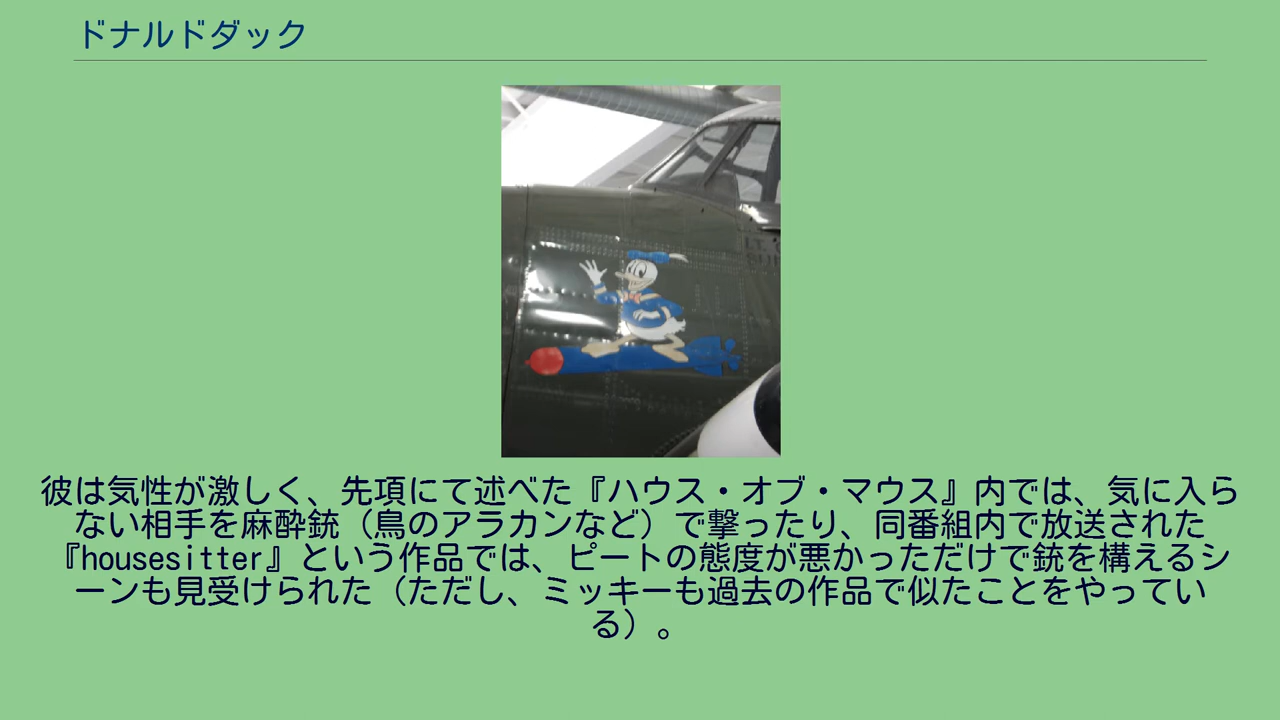 ドナルドダック
LT.
彼は気性が激しく、先項にて述べた『ハウス・オブ・マウス』内では、気に入ら
ない相手を麻酔銃（鳥のアラカンなど）で撃ったり、同番組内で放送された
『housesitter』という作品では、ピートの態度が悪かっただけで銃を構えるシ
ーンも見受けられた（ただし、ミッキーも過去の作品で似たことをやってい
る）。